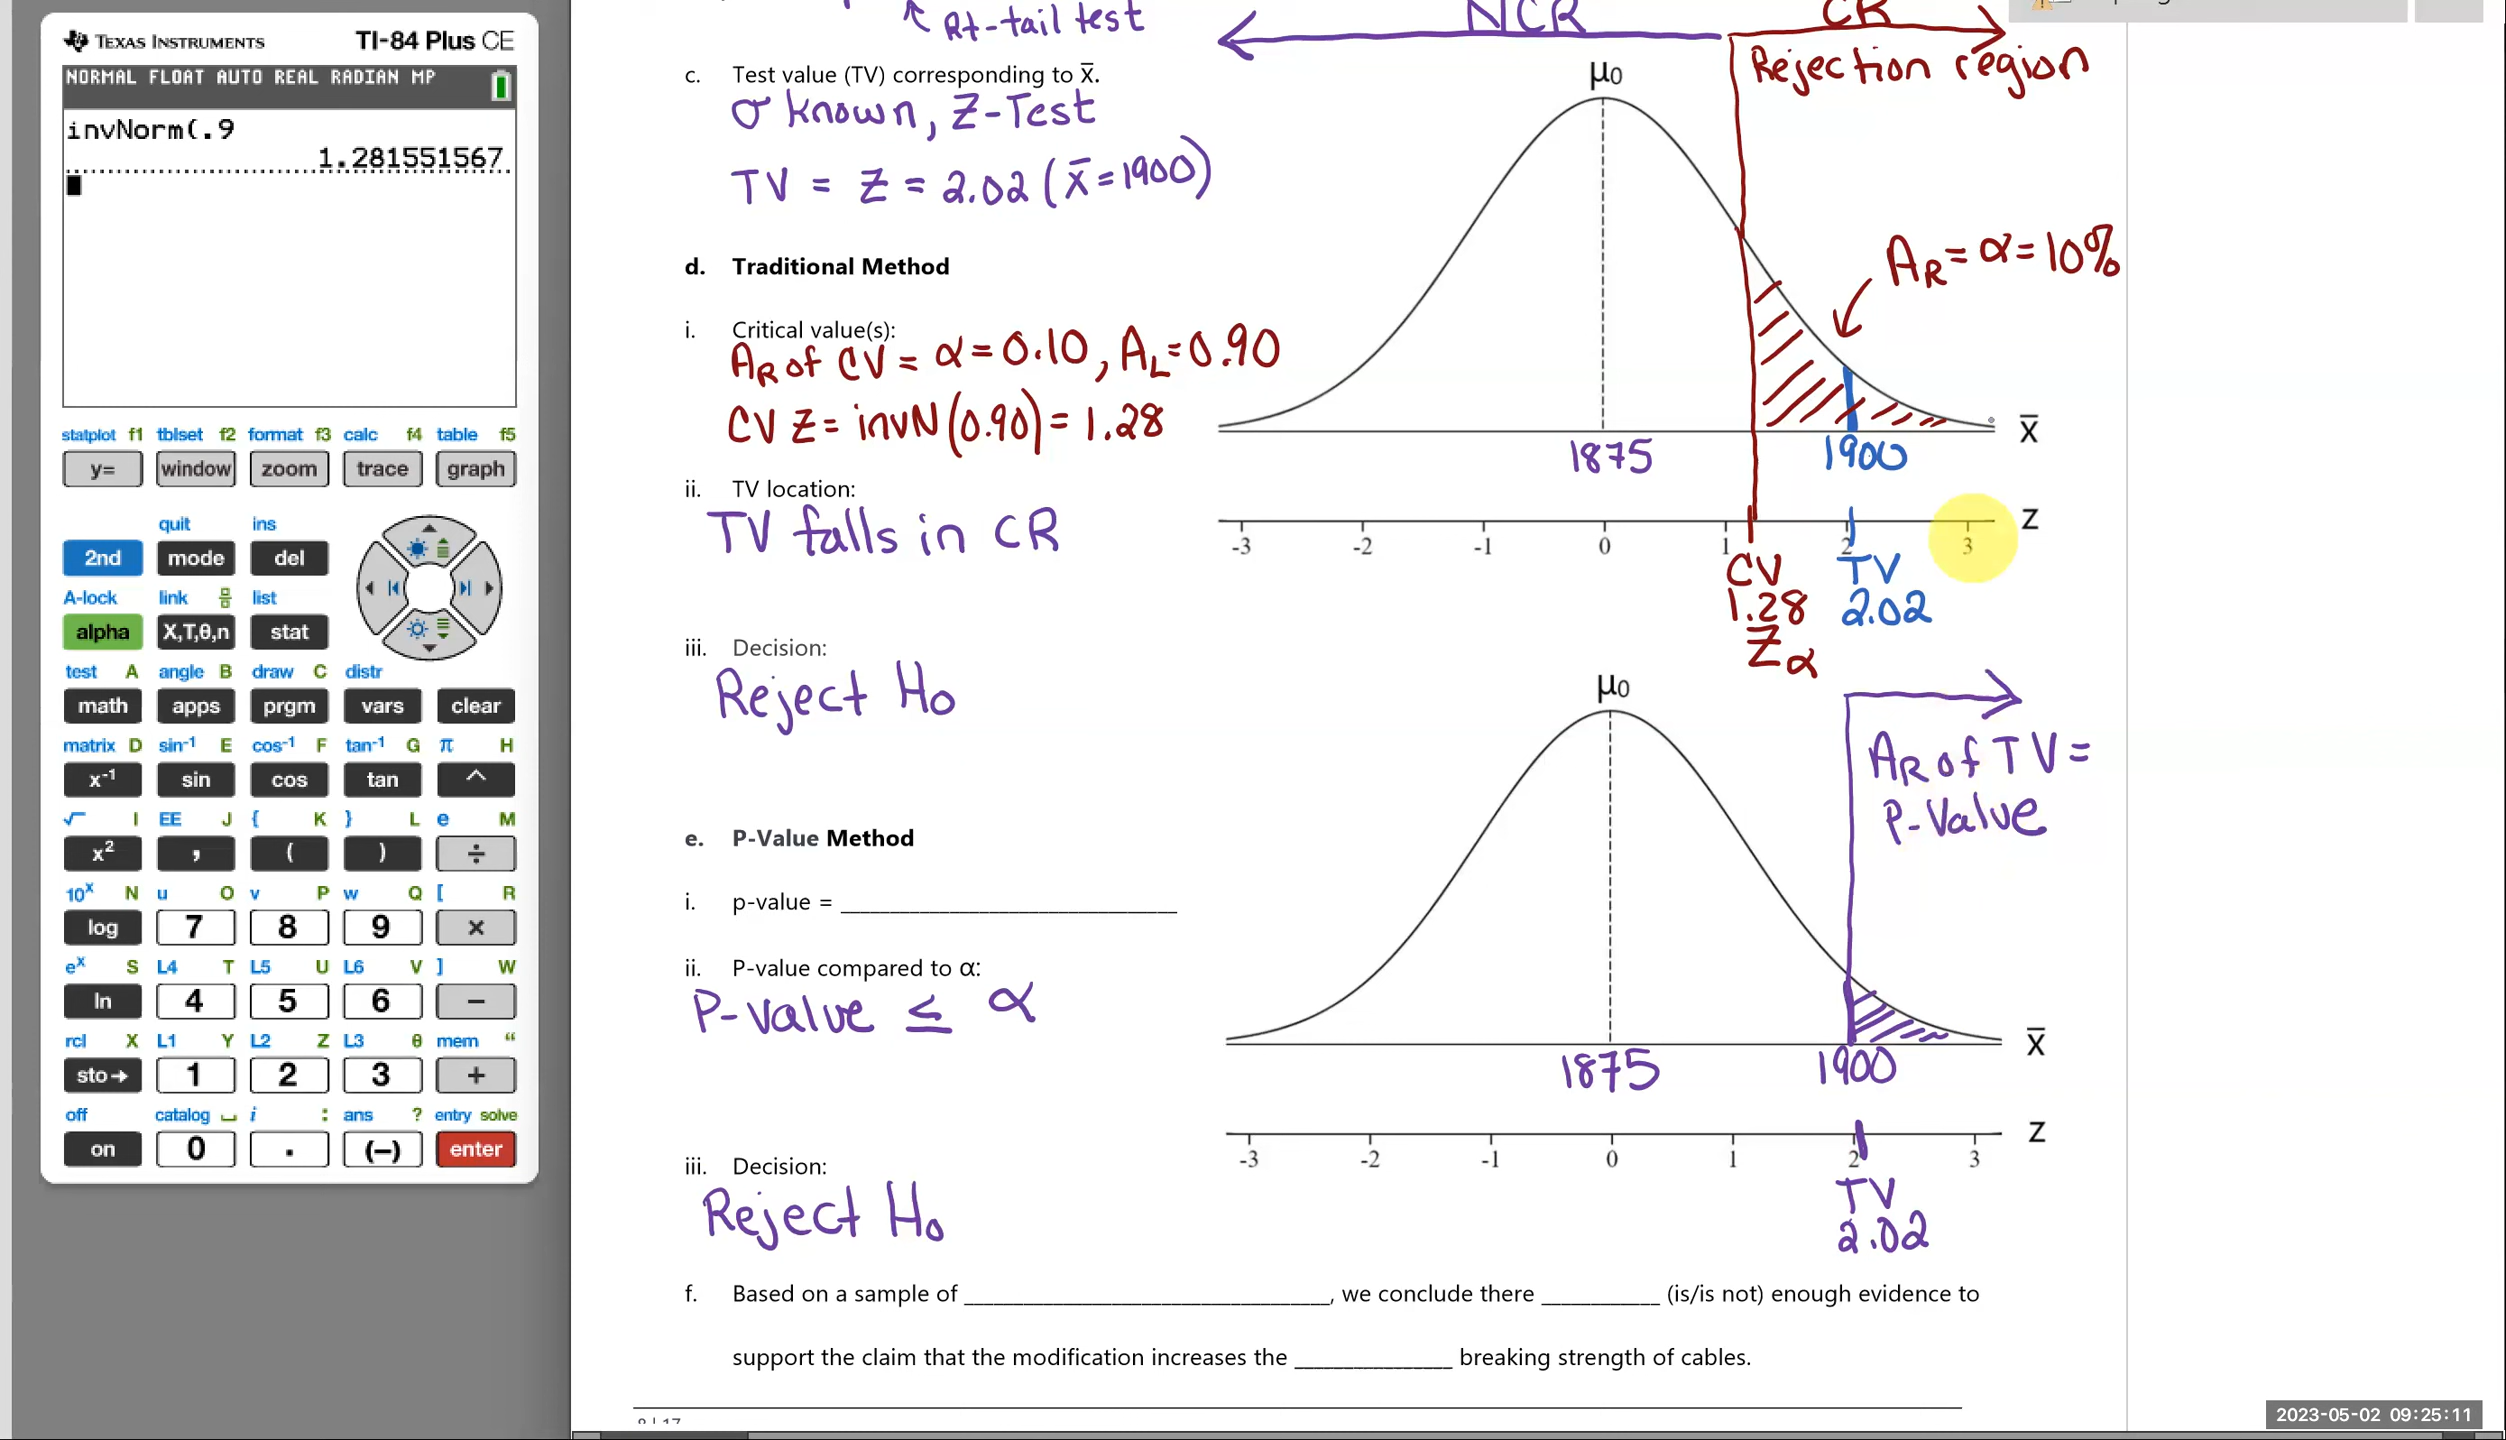 TEXAS INSTRUMENTS TI-84 Plus CE
NORMAL FLOAT AUTO REAL RADIAN MP
invNorm(.9
1.281551567
statplot f1 tblset f2 format f3 calc f4 table f5
y= window zoom trace graph
quit ins
2nd mode del
A-lock link list
alpha X,T,θ,n stat
test A angle B draw C distr
math apps prgm vars clear
matrix D sin-1 E cos-1 F tan-1 G π H
x-1 sin cos tan ^
√ I EE J { K } L e M
x² , ( ) ÷
10x N u O v P w Q [ R
log 7 8 9 ×
ex S L4 T L5 U L6 V ] W
ln 4 5 6 −
rcl X L1 Y L2 Z L3 θ mem "
sto→ 1 2 3 +
off catalog ⎵ i : ans ? entry solve
on 0 . (−) enter
Rt-tail test
NCR
CR
Rejection region
c. Test value (TV) corresponding to x̄.
σ known, Z-Test
TV = Z = 2.02 (x̄=1900)
d. Traditional Method
i. Critical value(s):
AR of CV = α=0.10, AL=0.90
CV Z= invN(0.90)= 1.28
ii. TV location:
TV falls in CR
iii. Decision:
Reject H0
μ0
AR=α=10%
x̄
1875 1900
Z
-3 -2 -1 0 1 2 3
CV TV
1.28 2.02
Zα
e. P-Value Method
i. p-value = ______________________________
ii. P-value compared to α:
P-value ≤ α
iii. Decision:
Reject H0
μ0
AR of TV =
P-Value
x̄
1875 1900
Z
-3 -2 -1 0 1 2 3
TV
2.02
f. Based on a sample of ______________________________, we conclude there __________ (is/is not) enough evidence to
support the claim that the modification increases the ______________ breaking strength of cables.
2023-05-02 09:25:11